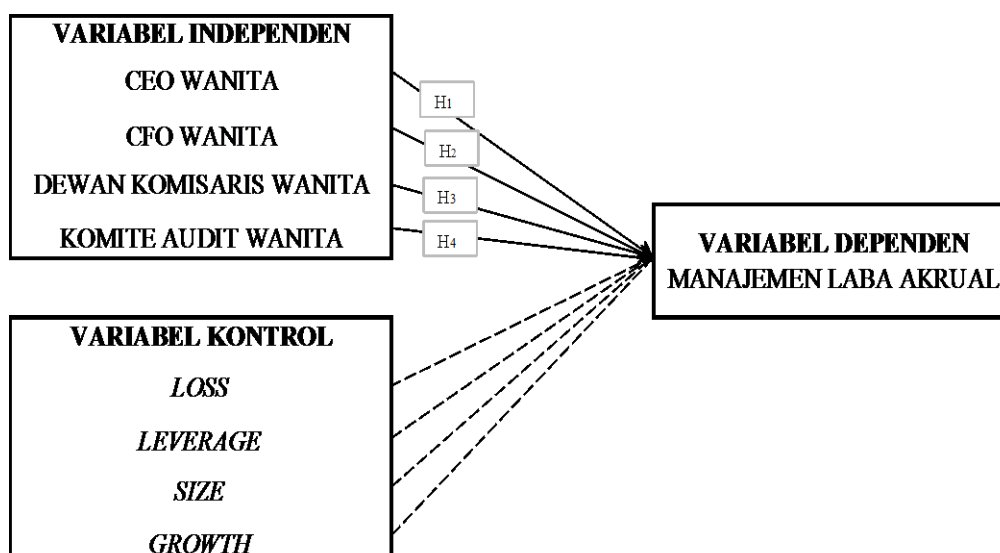 VARIABEL INDEPENDEN
CEO WANITA
CFO WANITA
DEWAN KOMISARIS WANITA
KOMITE AUDIT WANITA
H1
H2
H3
H4
VARIABEL DEPENDEN
MANAJEMEN LABA AKRUAL
VARIABEL KONTROL
LOSS
LEVERAGE
SIZE
GROWTH